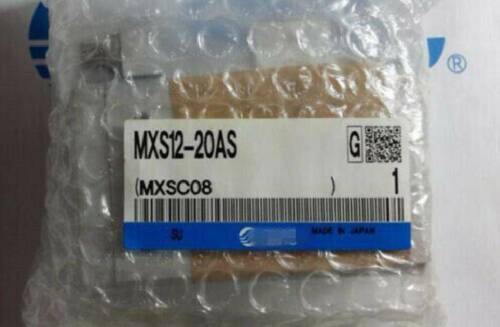 MXS12-20AS
G
(MXSC08 )
1
SU
MADE IN JAPAN
®